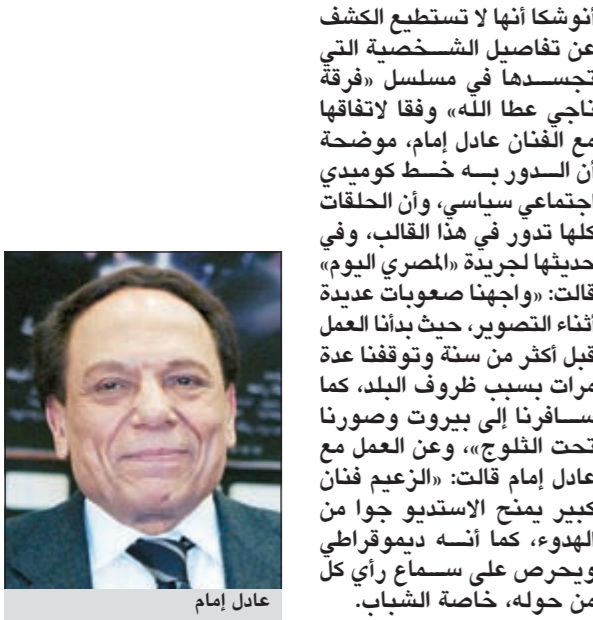 أنوشكا أنها لا تستطيع الكشف
عن تفاصيل الشخصية التي
تجسدها في مسلسل «فرقة
ناجي عطا الله» وفقا لاتفاقها
مع الفنان عادل إمام، موضحة
أن الدور به خط كوميدي
اجتماعي سياسي، وأن الحلقات
كلها تدور في هذا القالب، وفي
حديثها لجريدة «المصري اليوم»
قالت: «واجهنا صعوبات عديدة
أثناء التصوير، حيث بدأنا العمل
قبل أكثر من سنة وتوقفنا عدة
مرات بسبب ظروف البلد، كما
سافرنا إلى بيروت وصورنا
تحت الثلوج»، وعن العمل مع
عادل إمام قالت: «الزعيم فنان
كبير يمنح الاستديو جوا من
الهدوء، كما أنه ديموقراطي
ويحرص على سماع رأي كل
من حوله، خاصة الشباب.
عادل إمام